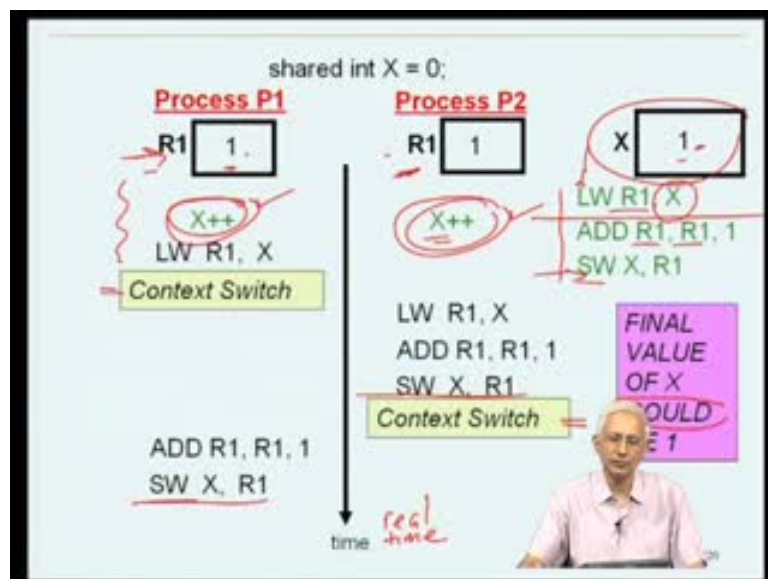 shared int X = 0;
Process P1
R1 1
X++
LW R1, X
Context Switch
ADD R1, R1, 1
SW X, R1
Process P2
R1 1
X++
LW R1, X
ADD R1, R1, 1
SW X, R1
Context Switch
X 1
LW R1, X
ADD R1, R1, 1
SW X, R1
FINAL
VALUE
OF X
COULD
1
time
real
time